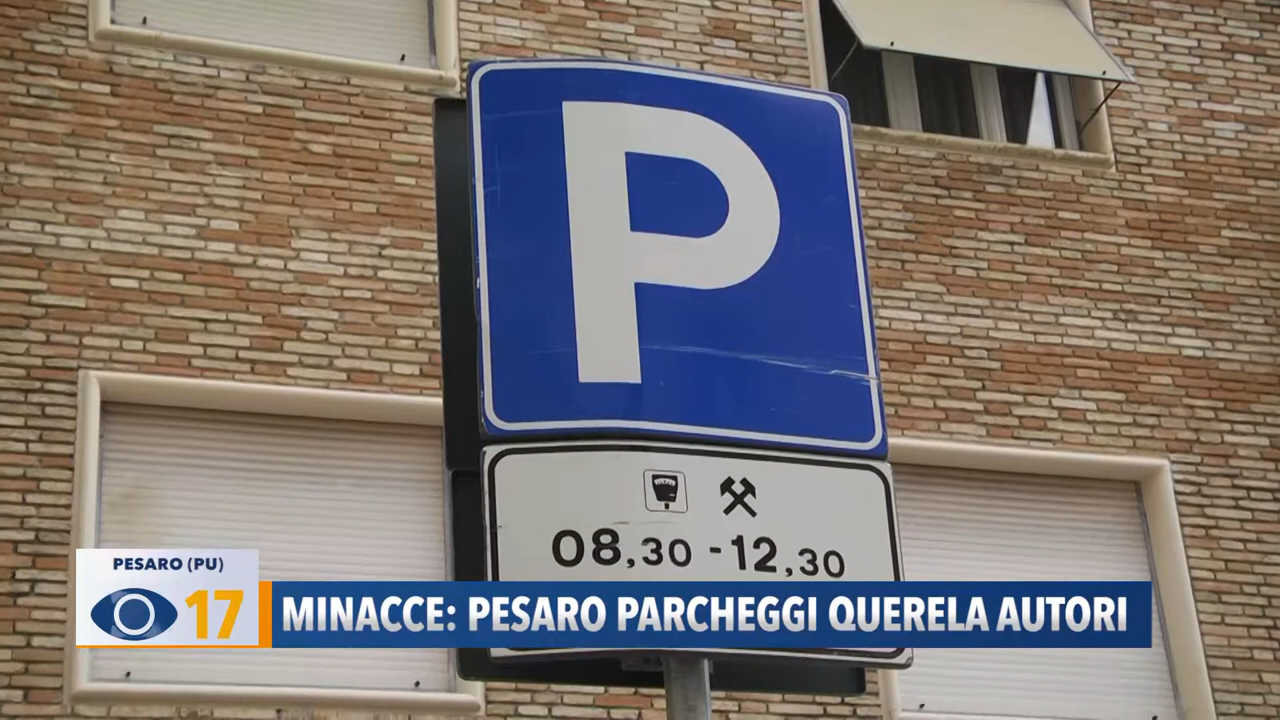 P
08,30 - 12,30
PESARO (PU)
17
MINACCE: PESARO PARCHEGGI QUERELA AUTORI